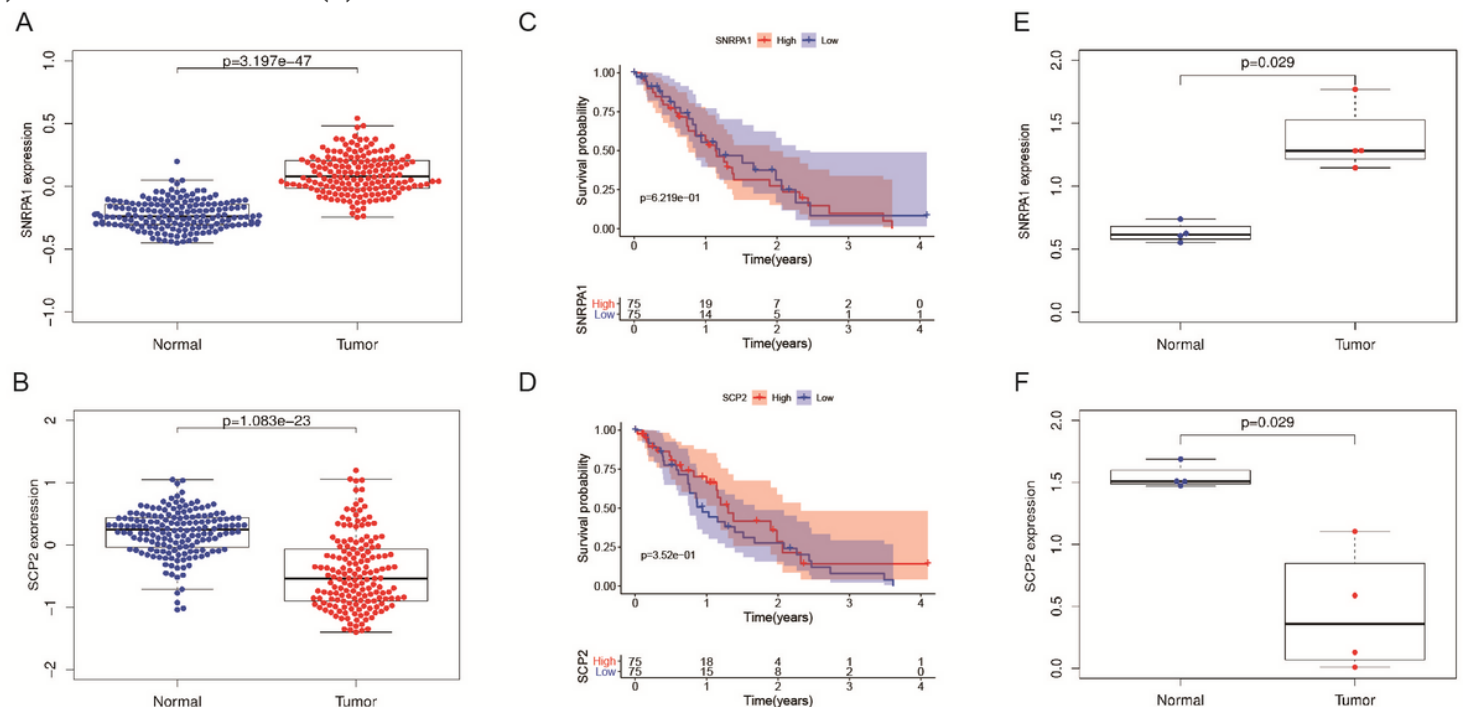 A
SNRPA1 expression
1.0
0.5
0.0
−0.5
−1.0
p=3.197e−47
Normal Tumor
B
SCP2 expression
2
1
0
−1
−2
p=1.083e−23
Normal Tumor
C
SNRPA1 High Low
Survival probability
1.00
0.75
0.50
0.25
0.00
p=6.219e−01
0 1 2 3 4
Time(years)
SNRPA1
High 75 19 7 2 0
Low 75 14 5 1 1
0 1 2 3 4
Time(years)
D
SCP2 High Low
Survival probability
1.00
0.75
0.50
0.25
0.00
p=3.52e−01
0 1 2 3 4
Time(years)
SCP2
High 75 18 4 1 1
Low 75 15 8 2 0
0 1 2 3 4
Time(years)
E
SNRPA1 expression
2.0
1.5
1.0
0.5
0.0
p=0.029
Normal Tumor
F
SCP2 expression
2.0
1.5
1.0
0.5
0.0
p=0.029
Normal Tumor